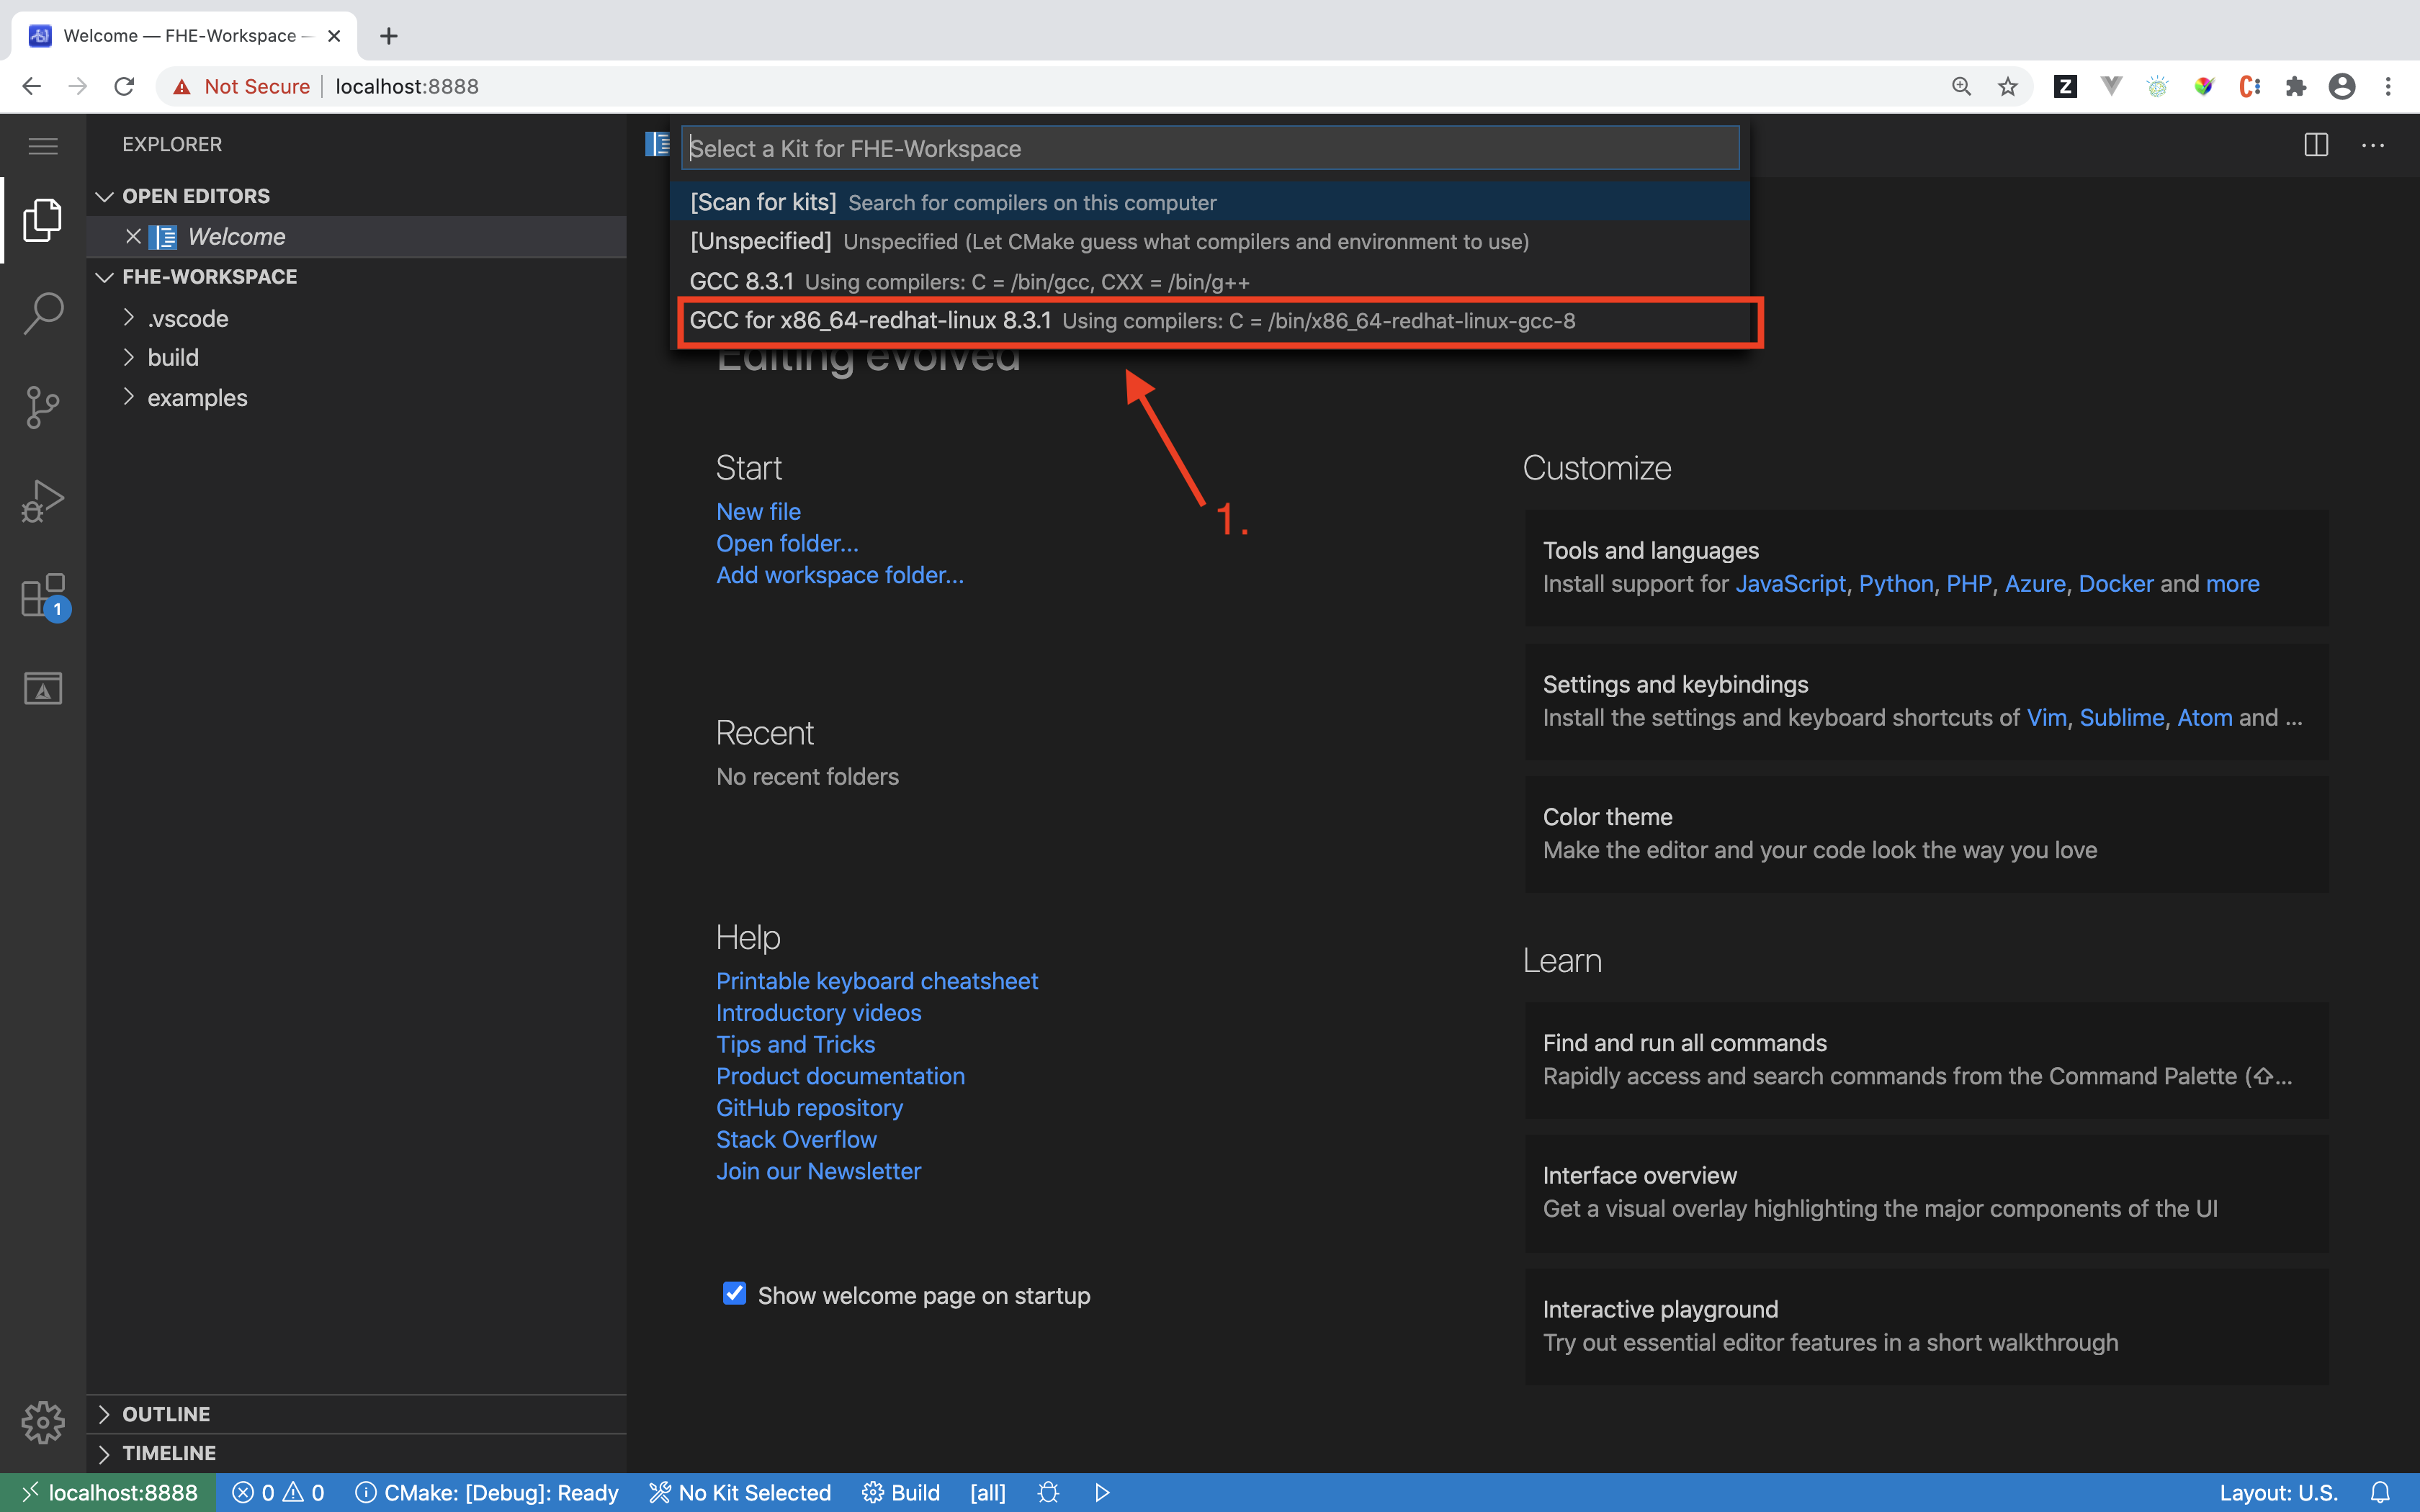 Welcome — FHE-Workspace —
Not Secure | localhost:8888
EXPLORER
OPEN EDITORS
Welcome
FHE-WORKSPACE
.vscode
build
examples
1
OUTLINE
TIMELINE
Select a Kit for FHE-Workspace
[Scan for kits] Search for compilers on this computer
[Unspecified] Unspecified (Let CMake guess what compilers and environment to use)
GCC 8.3.1 Using compilers: C = /bin/gcc, CXX = /bin/g++
GCC for x86_64-redhat-linux 8.3.1 Using compilers: C = /bin/x86_64-redhat-linux-gcc-8
Editing evolved
1.
Start
New file
Open folder...
Add workspace folder...
Recent
No recent folders
Help
Printable keyboard cheatsheet
Introductory videos
Tips and Tricks
Product documentation
GitHub repository
Stack Overflow
Join our Newsletter
Show welcome page on startup
Customize
Tools and languages
Install support for JavaScript, Python, PHP, Azure, Docker and more
Settings and keybindings
Install the settings and keyboard shortcuts of Vim, Sublime, Atom and ...
Color theme
Make the editor and your code look the way you love
Learn
Find and run all commands
Rapidly access and search commands from the Command Palette (⇧...
Interface overview
Get a visual overlay highlighting the major components of the UI
Interactive playground
Try out essential editor features in a short walkthrough
localhost:8888 0 0 CMake: [Debug]: Ready No Kit Selected Build [all] Layout: U.S.